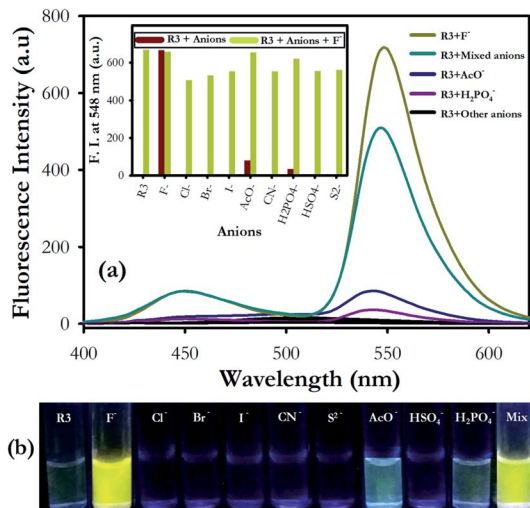 Fluorescence Intensity (a.u)
800
600
400
200
0
F. I. at 548 nm (a.u.)
600
400
200
0
R3 + Anions
R3 + Anions + F⁻
R3
F-
Cl-
Br-
I-
AcO-
CN-
H2PO4-
HSO4-
S2-
Anions
R3+F⁻
R3+Mixed anions
R3+AcO⁻
R3+H₂PO₄⁻
R3+Other anions
(a)
400 450 500 550 600
Wavelength (nm)
(b)
R3 F⁻ Cl⁻ Br⁻ I⁻ CN⁻ S²⁻ AcO⁻ HSO₄⁻ H₂PO₄⁻ Mix